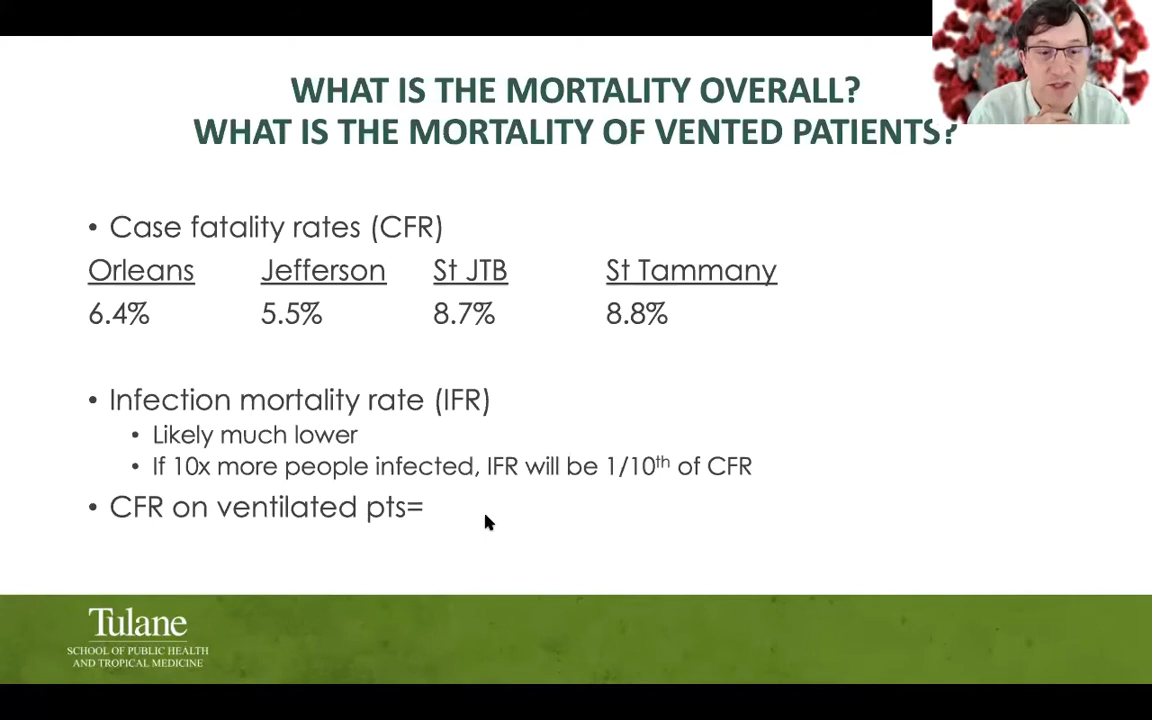 WHAT IS THE MORTALITY OVERALL?
WHAT IS THE MORTALITY OF VENTED PATIENTS?
• Case fatality rates (CFR)
Orleans Jefferson St JTB St Tammany
6.4% 5.5% 8.7% 8.8%
• Infection mortality rate (IFR)
• Likely much lower
• If 10x more people infected, IFR will be 1/10th of CFR
• CFR on ventilated pts=
Tulane
SCHOOL OF PUBLIC HEALTH
AND TROPICAL MEDICINE